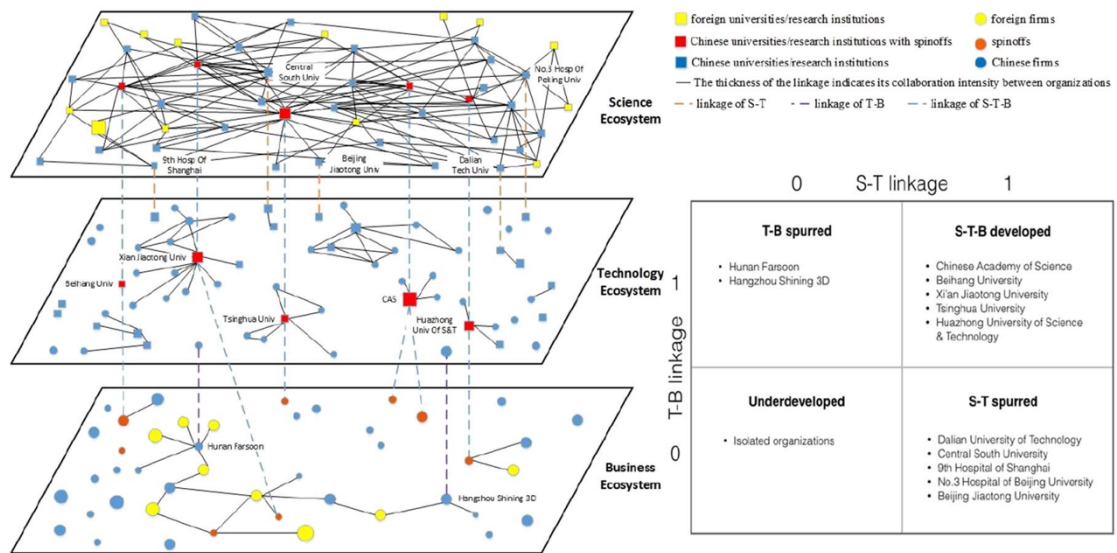 foreign universities/research institutions
foreign firms
Chinese universities/research institutions with spinoffs
spinoffs
Chinese universities/research institutions
Chinese firms
The thickness of the linkage indicates its collaboration intensity between organizations
linkage of S-T
linkage of T-B
linkage of S-T-B
Central
South Univ
No.3 Hosp Of
Peking Univ
9th Hosp Of
Shanghai
Beijing
Jiaotong Univ
Dalian
Tech Univ
Science
Ecosystem
Xian Jiaotong Univ
Beihang Univ
Tsinghua Univ
CAS
Huazhong
Univ Of S&T
Technology
Ecosystem
Hunan Farsoon
Hangzhou Shining 3D
Business
Ecosystem
0 S-T linkage 1
T-B linkage
1
0
T-B spurred
• Hunan Farsoon
• Hangzhou Shining 3D
S-T-B developed
• Chinese Academy of Science
• Beihang University
• Xi'an Jiaotong University
• Tsinghua University
• Huazhong University of Science
& Technology
Underdeveloped
• Isolated organizations
S-T spurred
• Dalian University of Technology
• Central South University
• 9th Hospital of Shanghai
• No.3 Hospital of Beijing University
• Beijing Jiaotong University